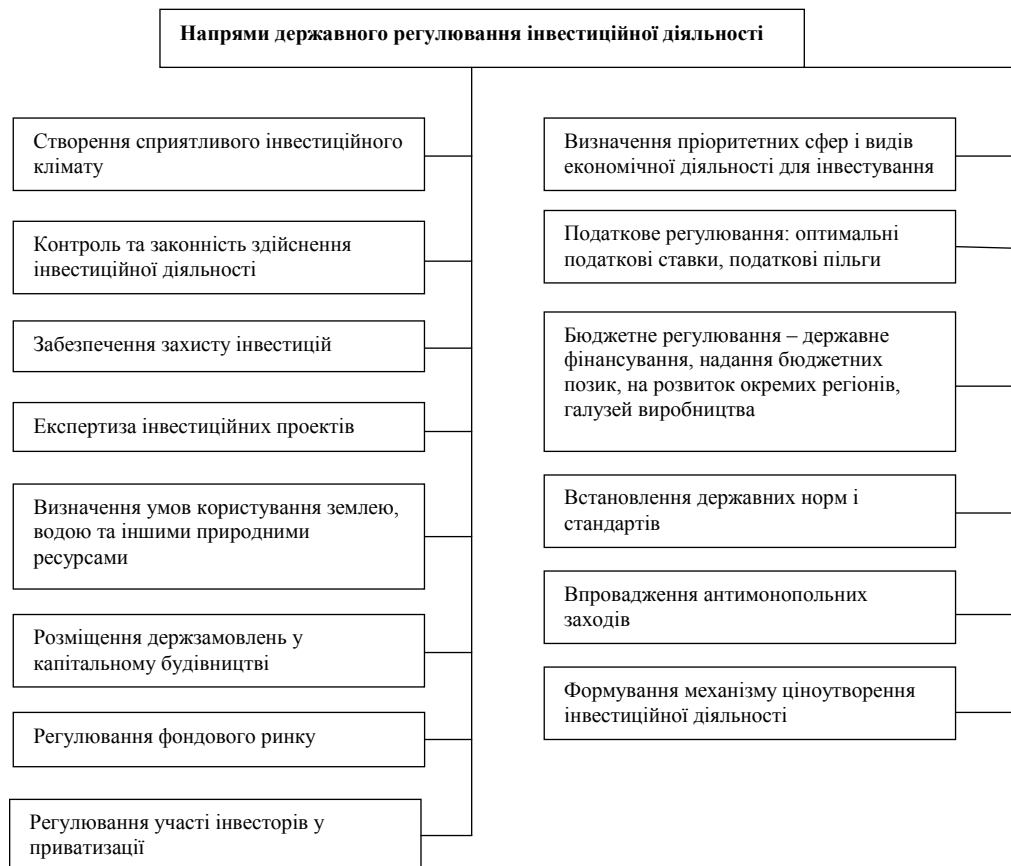 Напрями державного регулювання інвестиційної діяльності
Створення сприятливого інвестиційного
клімату
Контроль та законність здійснення
інвестиційної діяльності
Забезпечення захисту інвестицій
Експертиза інвестиційних проектів
Визначення умов користування землею,
водою та іншими природними
ресурсами
Розміщення держзамовлень у
капітальному будівництві
Регулювання фондового ринку
Регулювання участі інвесторів у
приватизації
Визначення пріоритетних сфер і видів
економічної діяльності для інвестування
Податкове регулювання: оптимальні
податкові ставки, податкові пільги
Бюджетне регулювання – державне
фінансування, надання бюджетних
позик, на розвиток окремих регіонів,
галузей виробництва
Встановлення державних норм і
стандартів
Впровадження антимонопольних
заходів
Формування механізму ціноутворення
інвестиційної діяльності